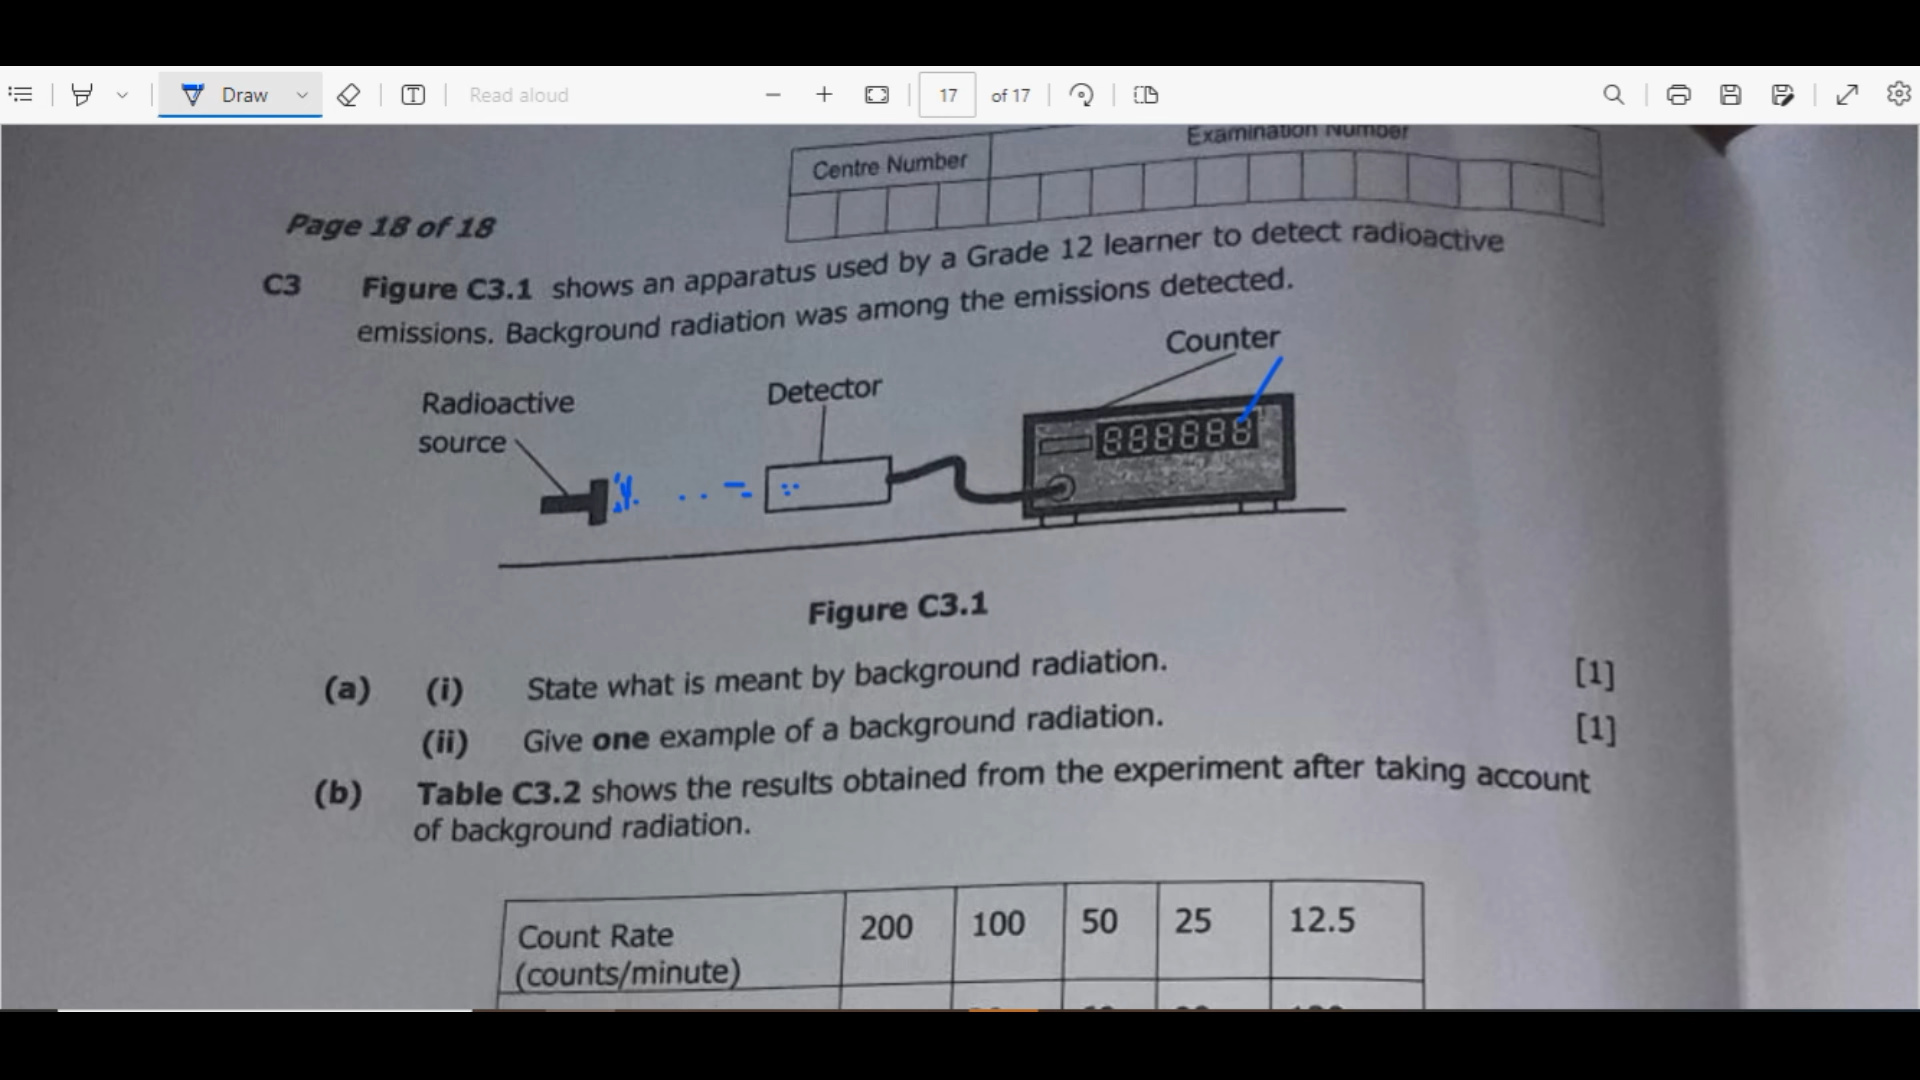 Draw
Read aloud
17
of 17
Examination Number
Centre Number
Page 18 of 18
C3 Figure C3.1 shows an apparatus used by a Grade 12 learner to detect radioactive
emissions. Background radiation was among the emissions detected.
Counter
Detector
Radioactive
source
888888
Figure C3.1
(a) (i) State what is meant by background radiation. [1]
(ii) Give one example of a background radiation. [1]
(b) Table C3.2 shows the results obtained from the experiment after taking account
of background radiation.
Count Rate 200 100 50 25 12.5
(counts/minute)